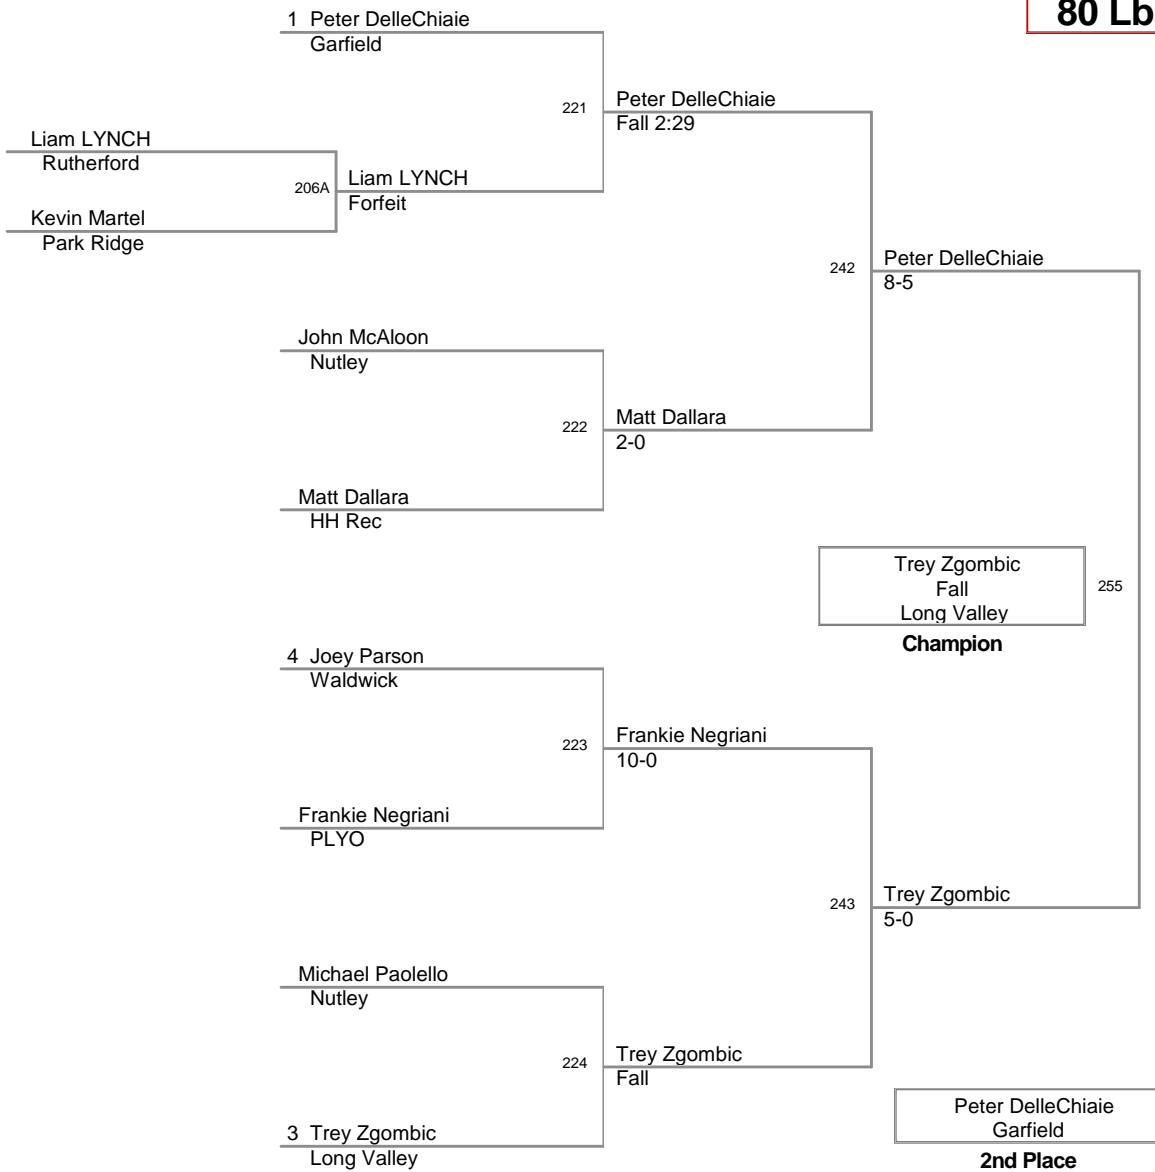 80 Lb
1 Peter DelleChiaie
Garfield
221
Peter DelleChiaie
Fall 2:29
Liam LYNCH
Rutherford
206A
Liam LYNCH
Forfeit
Kevin Martel
Park Ridge
242
Peter DelleChiaie
8-5
John McAloon
Nutley
222
Matt Dallara
2-0
Matt Dallara
HH Rec
Trey Zgombic
Fall
Long Valley
255
Champion
4 Joey Parson
Waldwick
223
Frankie Negriani
10-0
Frankie Negriani
PLYO
243
Trey Zgombic
5-0
Michael Paolello
Nutley
224
Trey Zgombic
Fall
3 Trey Zgombic
Long Valley
Peter DelleChiaie
Garfield
2nd Place